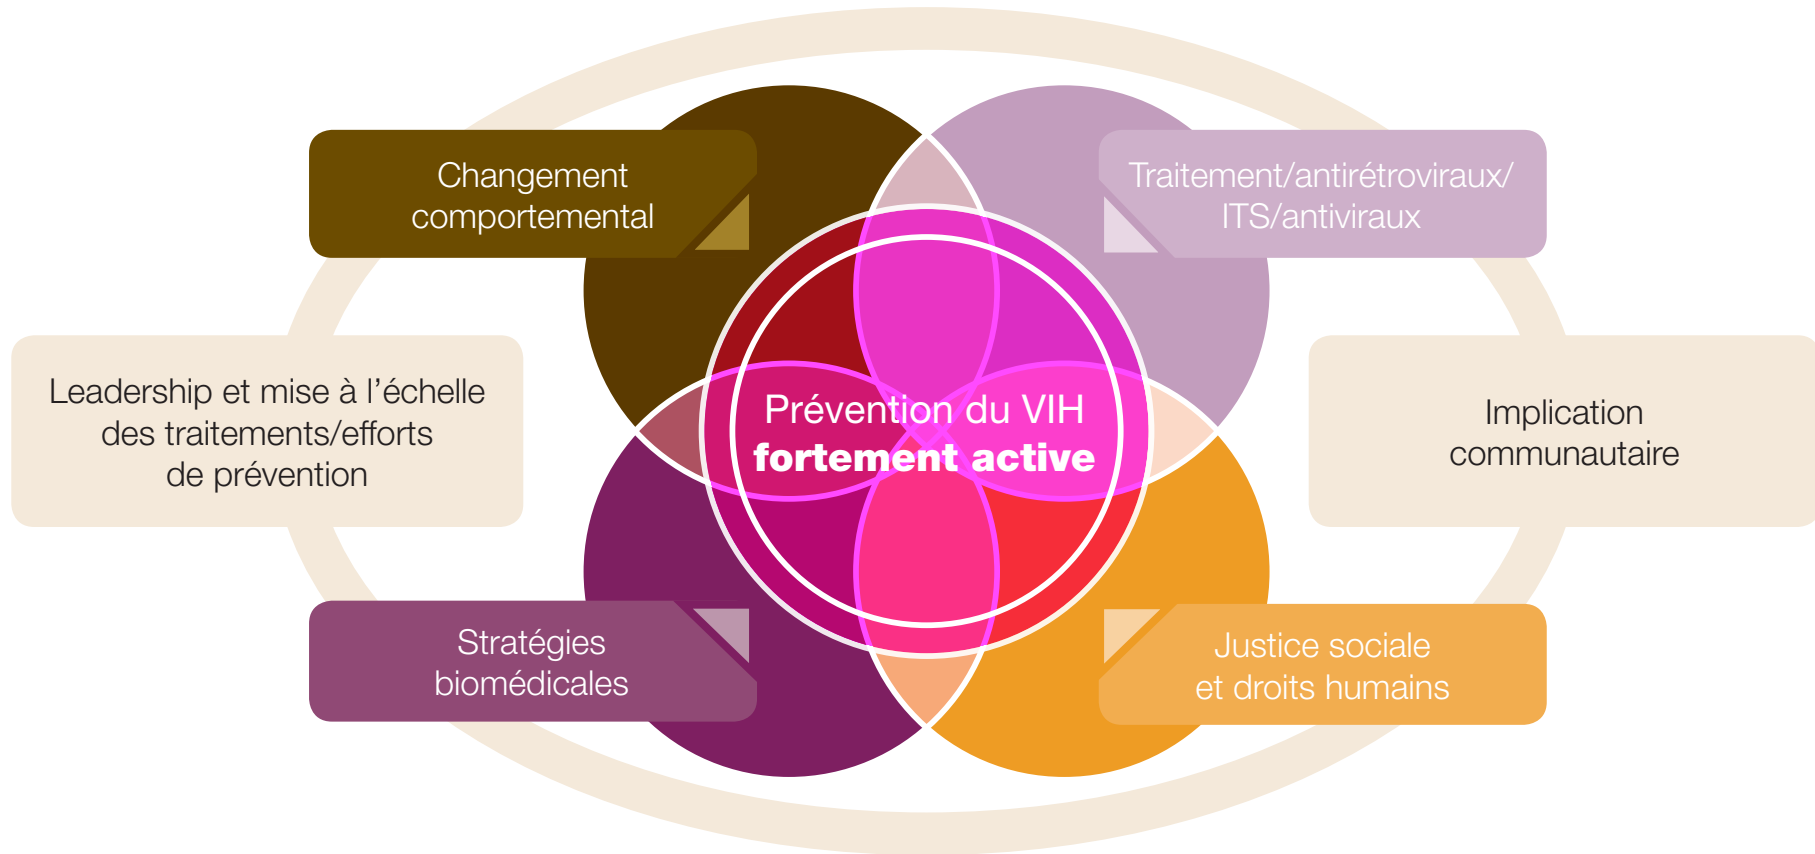 Changement
comportemental
Traitement/antirétroviraux/
ITS/antiviraux
Leadership et mise à l’échelle
des traitements/efforts
de prévention
Prévention du VIH
fortement active
Implication
communautaire
Stratégies
biomédicales
Justice sociale
et droits humains